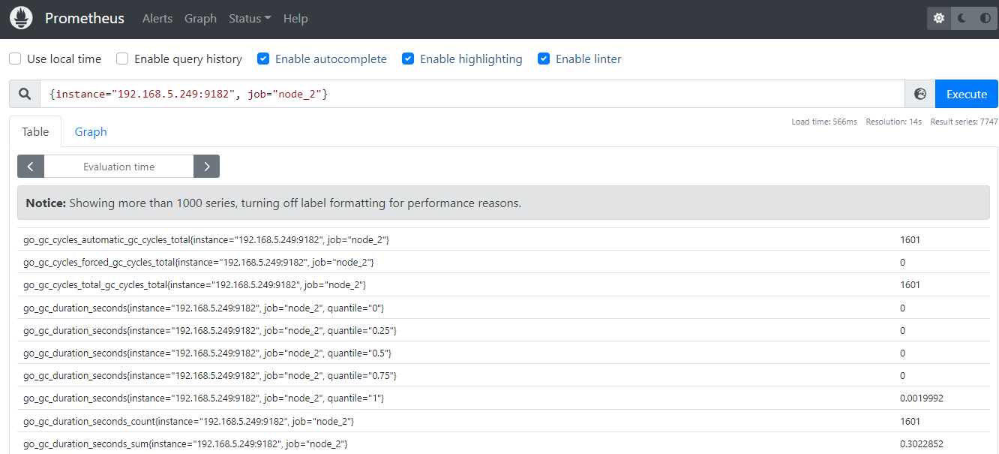 Prometheus Alerts Graph Status Help
Use local time Enable query history Enable autocomplete Enable highlighting Enable linter
{instance="192.168.5.249:9182", job="node_2"} Execute
Table Graph Load time: 566ms Resolution: 14s Result series: 7747
Evaluation time
Notice: Showing more than 1000 series, turning off label formatting for performance reasons.
go_gc_cycles_automatic_gc_cycles_total{instance="192.168.5.249:9182", job="node_2"} 1601
go_gc_cycles_forced_gc_cycles_total{instance="192.168.5.249:9182", job="node_2"} 0
go_gc_cycles_total_gc_cycles_total{instance="192.168.5.249:9182", job="node_2"} 1601
go_gc_duration_seconds{instance="192.168.5.249:9182", job="node_2", quantile="0"} 0
go_gc_duration_seconds{instance="192.168.5.249:9182", job="node_2", quantile="0.25"} 0
go_gc_duration_seconds{instance="192.168.5.249:9182", job="node_2", quantile="0.5"} 0
go_gc_duration_seconds{instance="192.168.5.249:9182", job="node_2", quantile="0.75"} 0
go_gc_duration_seconds{instance="192.168.5.249:9182", job="node_2", quantile="1"} 0.0019992
go_gc_duration_seconds_count{instance="192.168.5.249:9182", job="node_2"} 1601
go_gc_duration_seconds_sum{instance="192.168.5.249:9182", job="node_2"} 0.3022852